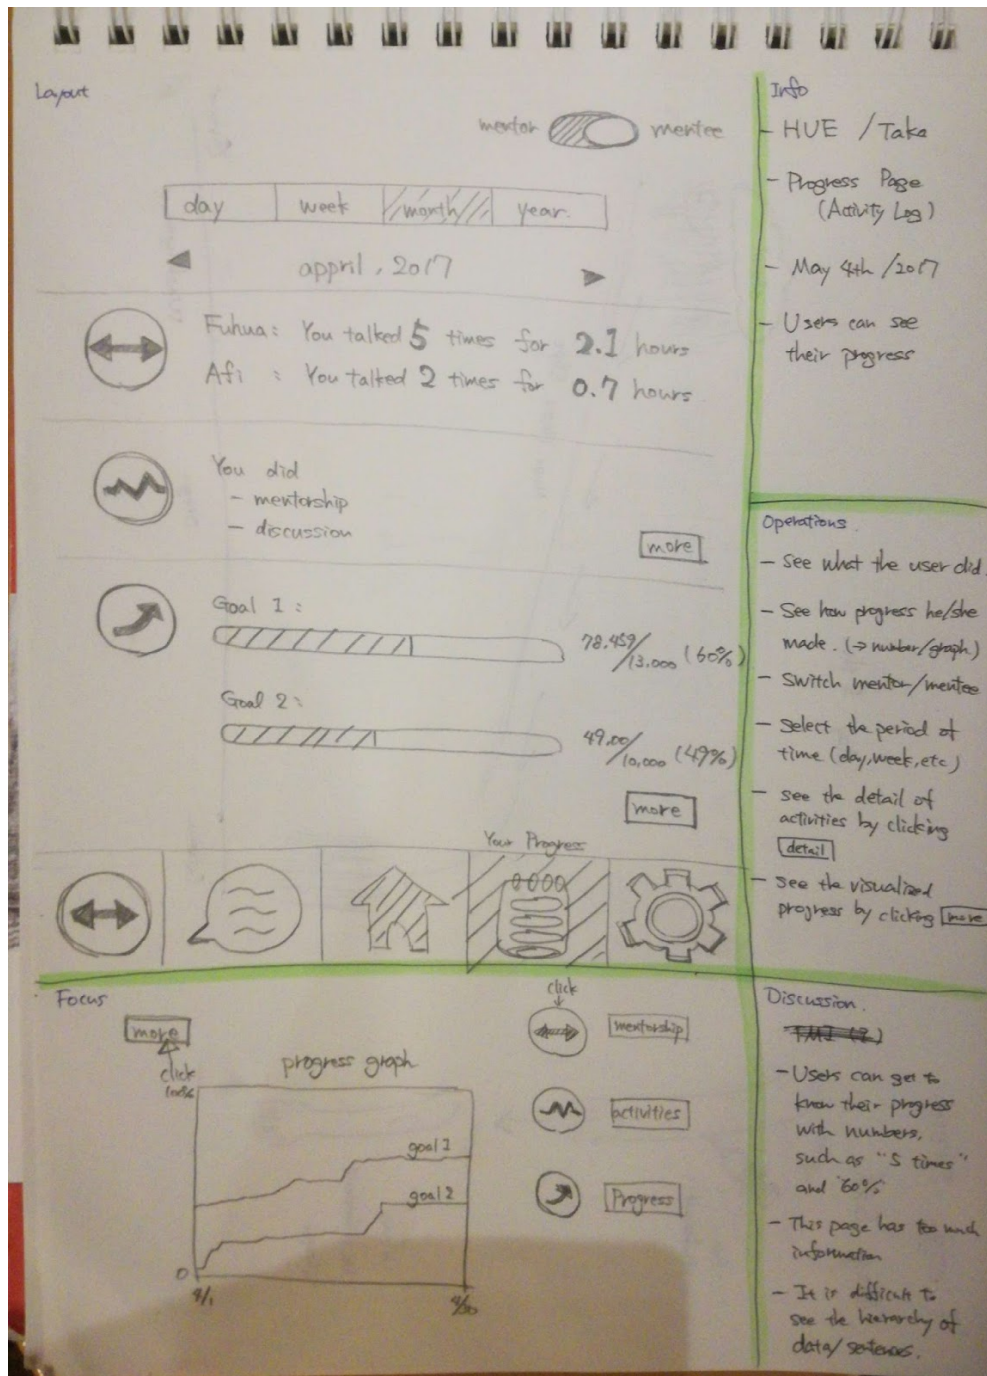 Layout
mentor mentee
day week month year.
appril, 2017
Fuhua: You talked 5 times for 2.1 hours
Afi : You talked 2 times for 0.7 hours
You did
- mentorship
- discussion
more
Goal 1:
78.459/13.000 (60%)
Goal 2:
49.00/10,000 (49%)
more
Your Progress
Info
- HUE / Taka
- Progress Page
(Activity Log)
- May 4th /2017
- Users can see
their progress
Operations.
- See what the user did.
- See how progress he/she
made. (→ number/graph)
- Switch mentor/mentee
- Select the period of
time (day, week, etc)
- see the detail of
activities by clicking
detail
- see the visualized
progress by clicking more
Focus
more
click
progress graph
100%
goal 1
goal 2
0
4/1 4/30
click
mentorship
activities
Progress
Discussion.
- Users can get to
know their progress
with numbers,
such as "5 times"
and 60%
- This page has too much
information
- It is difficult to
see the hierarchy of
data/sentences.